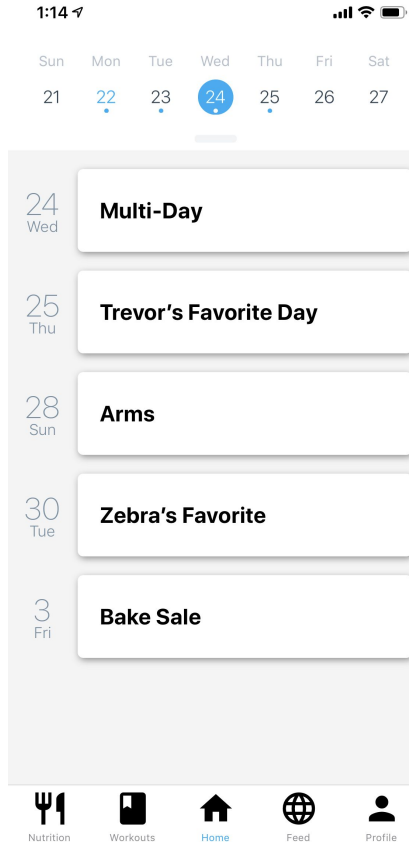 1:14
Sun Mon Tue Wed Thu Fri Sat
21 22 23 24 25 26 27
24
Wed
Multi-Day
25
Thu
Trevor's Favorite Day
28
Sun
Arms
30
Tue
Zebra's Favorite
3
Fri
Bake Sale
Nutrition Workouts Home Feed Profile